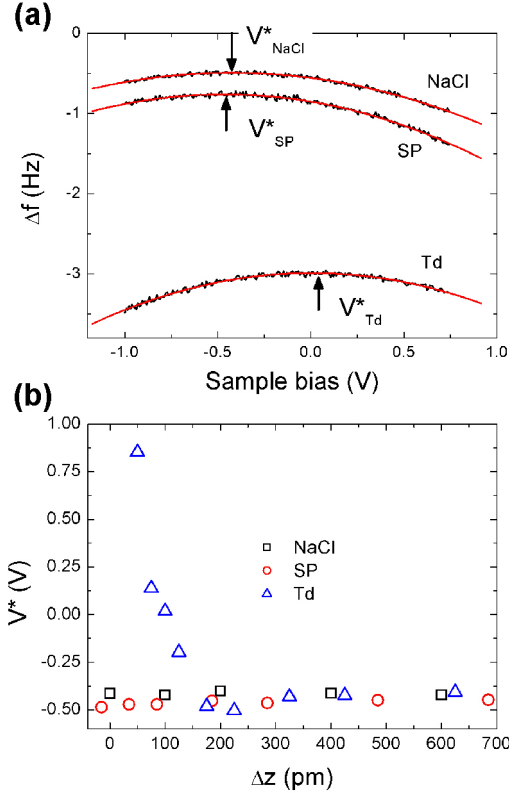 (a)
0
-1
-2
-3
Δf (Hz)
V*NaCl
NaCl
V*SP
SP
Td
V*Td
-1.0 -0.5 0.0 0.5 1.0
Sample bias (V)
(b)
1.00
0.75
0.50
0.25
0.00
-0.25
-0.50
V* (V)
NaCl
SP
Td
0 100 200 300 400 500 600 700
Δz (pm)